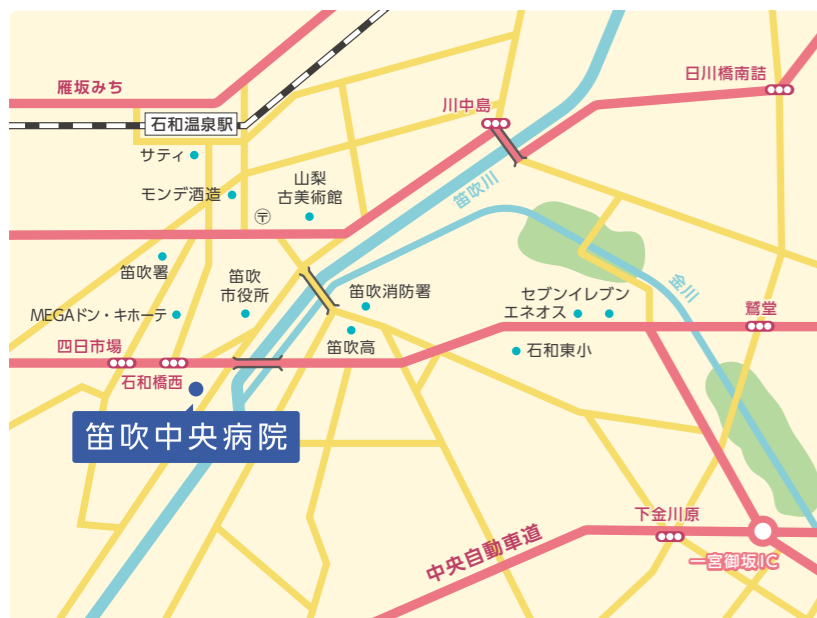 雁坂みち
日川橋南詰
川中島
石和温泉駅
サティ
山梨
古美術館
モンデ酒造
〒
笛吹川
笛吹署
笛吹
市役所
笛吹消防署
セブンイレブン
エネオス
金川
MEGAドン・キホーテ
鵞堂
四日市場
笛吹高
石和東小
石和橋西
笛吹中央病院
下金川原
中央自動車道
一宮御坂IC